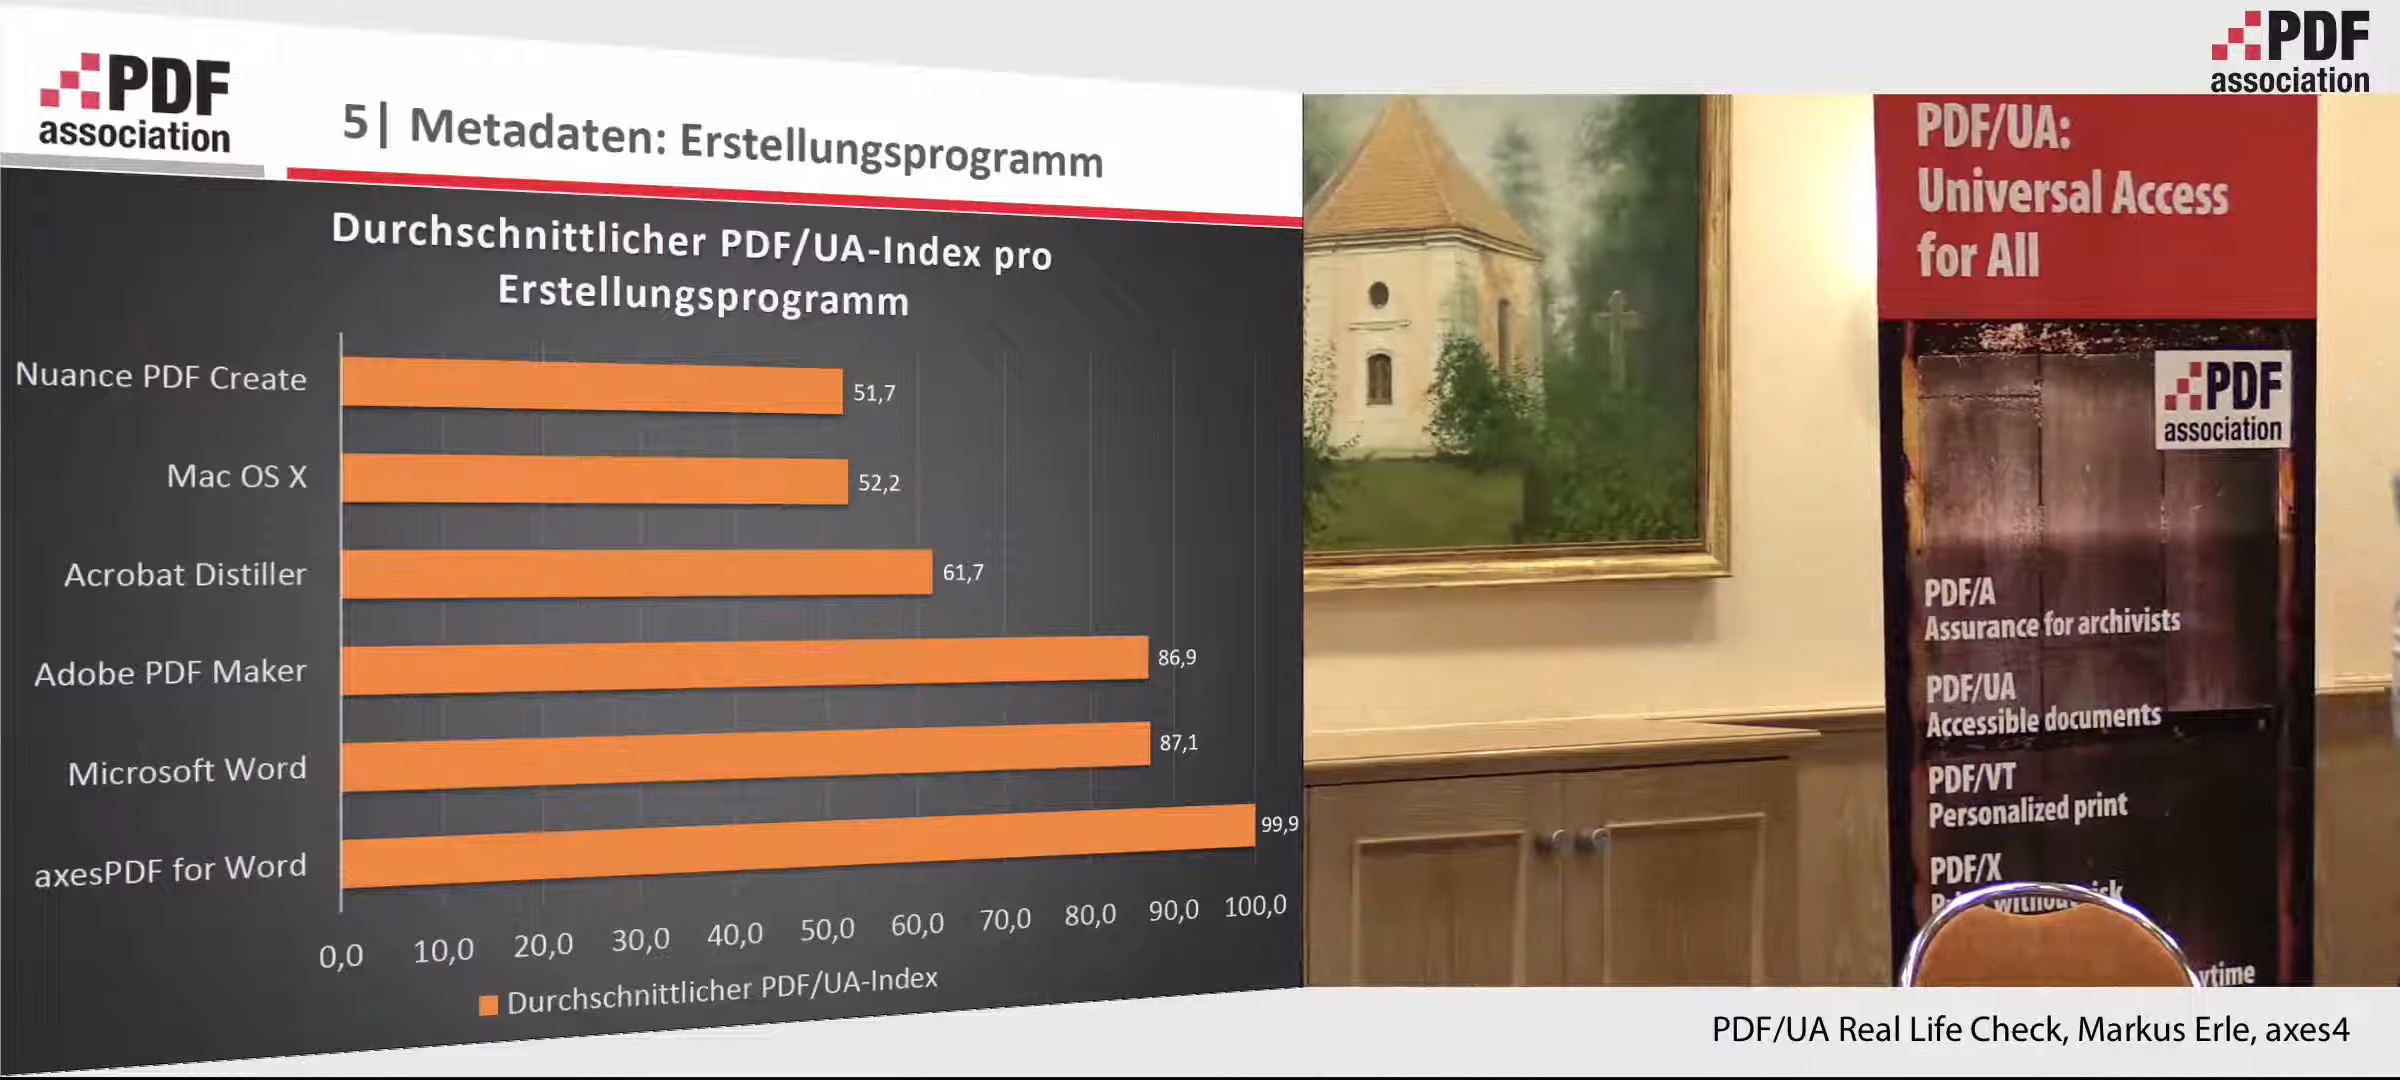 PDF
association
5| Metadaten: Erstellungsprogramm
Durchschnittlicher PDF/UA-Index pro
Erstellungsprogramm
Nuance PDF Create
51,7
Mac OS X
52,2
Acrobat Distiller
61,7
Adobe PDF Maker
86,9
Microsoft Word
87,1
axesPDF for Word
99,9
0,0 10,0 20,0 30,0 40,0 50,0 60,0 70,0 80,0 90,0 100,0
Durchschnittlicher PDF/UA-Index
PDF
association
PDF/UA:
Universal Access
for All
PDF
association
PDF/A
Assurance for archivists
PDF/UA
Accessible documents
PDF/VT
Personalized print
PDF/X
PDF/UA Real Life Check, Markus Erle, axes4